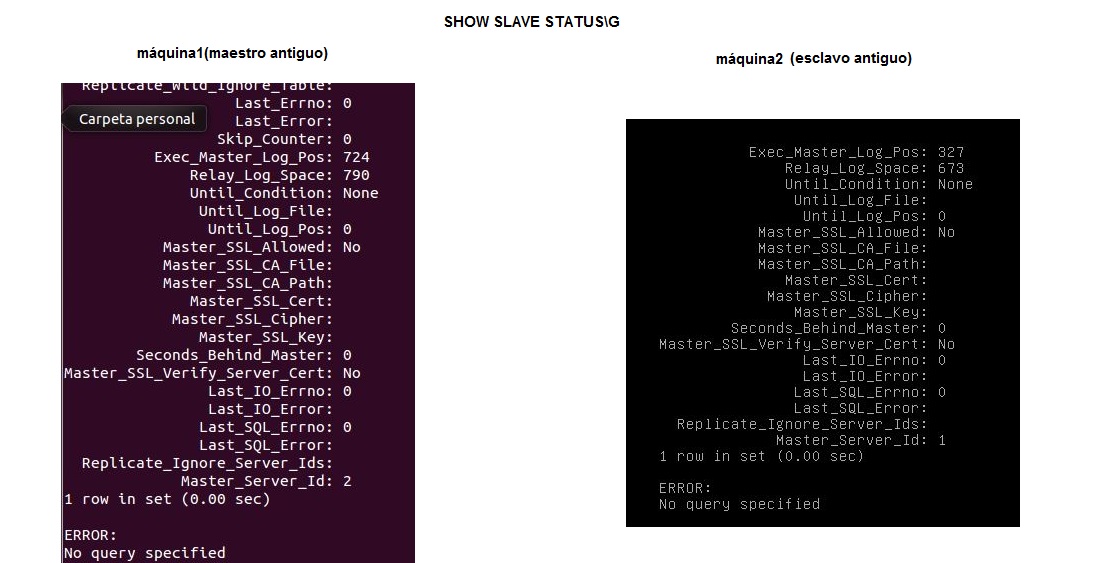 SHOW SLAVE STATUS\G
máquina1(maestro antiguo)
Replicate_Wild_Ignore_Table:
Last_Errno: 0
Carpeta personal
Last_Error:
Skip_Counter: 0
Exec_Master_Log_Pos: 724
Relay_Log_Space: 790
Until_Condition: None
Until_Log_File:
Until_Log_Pos: 0
Master_SSL_Allowed: No
Master_SSL_CA_File:
Master_SSL_CA_Path:
Master_SSL_Cert:
Master_SSL_Cipher:
Master_SSL_Key:
Seconds_Behind_Master: 0
Master_SSL_Verify_Server_Cert: No
Last_IO_Errno: 0
Last_IO_Error:
Last_SQL_Errno: 0
Last_SQL_Error:
Replicate_Ignore_Server_Ids:
Master_Server_Id: 2
1 row in set (0.00 sec)
ERROR:
No query specified
máquina2 (esclavo antiguo)
Exec_Master_Log_Pos: 327
Relay_Log_Space: 673
Until_Condition: None
Until_Log_File:
Until_Log_Pos: 0
Master_SSL_Allowed: No
Master_SSL_CA_File:
Master_SSL_CA_Path:
Master_SSL_Cert:
Master_SSL_Cipher:
Master_SSL_Key:
Seconds_Behind_Master: 0
Master_SSL_Verify_Server_Cert: No
Last_IO_Errno: 0
Last_IO_Error:
Last_SQL_Errno: 0
Last_SQL_Error:
Replicate_Ignore_Server_Ids:
Master_Server_Id: 1
1 row in set (0.00 sec)
ERROR:
No query specified